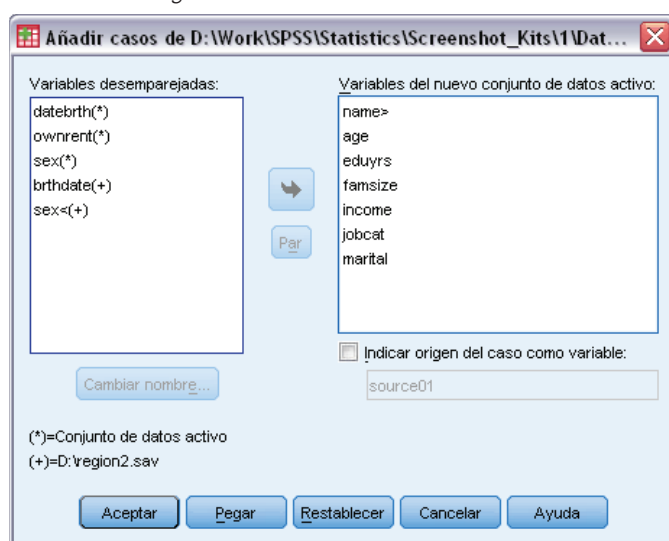 Añadir casos de D:\Work\SPSS\Statistics\Screenshot_Kits\1\Dat...
Variables desemparejadas:
datebrth(*)
ownrent(*)
sex(*)
brthdate(+)
sex<(+)
Par
Variables del nuevo conjunto de datos activo:
name>
age
eduyrs
famsize
income
jobcat
marital
Indicar origen del caso como variable:
source01
Cambiar nombre...
(*)=Conjunto de datos activo
(+)=D:\region2.sav
Aceptar
Pegar
Restablecer
Cancelar
Ayuda